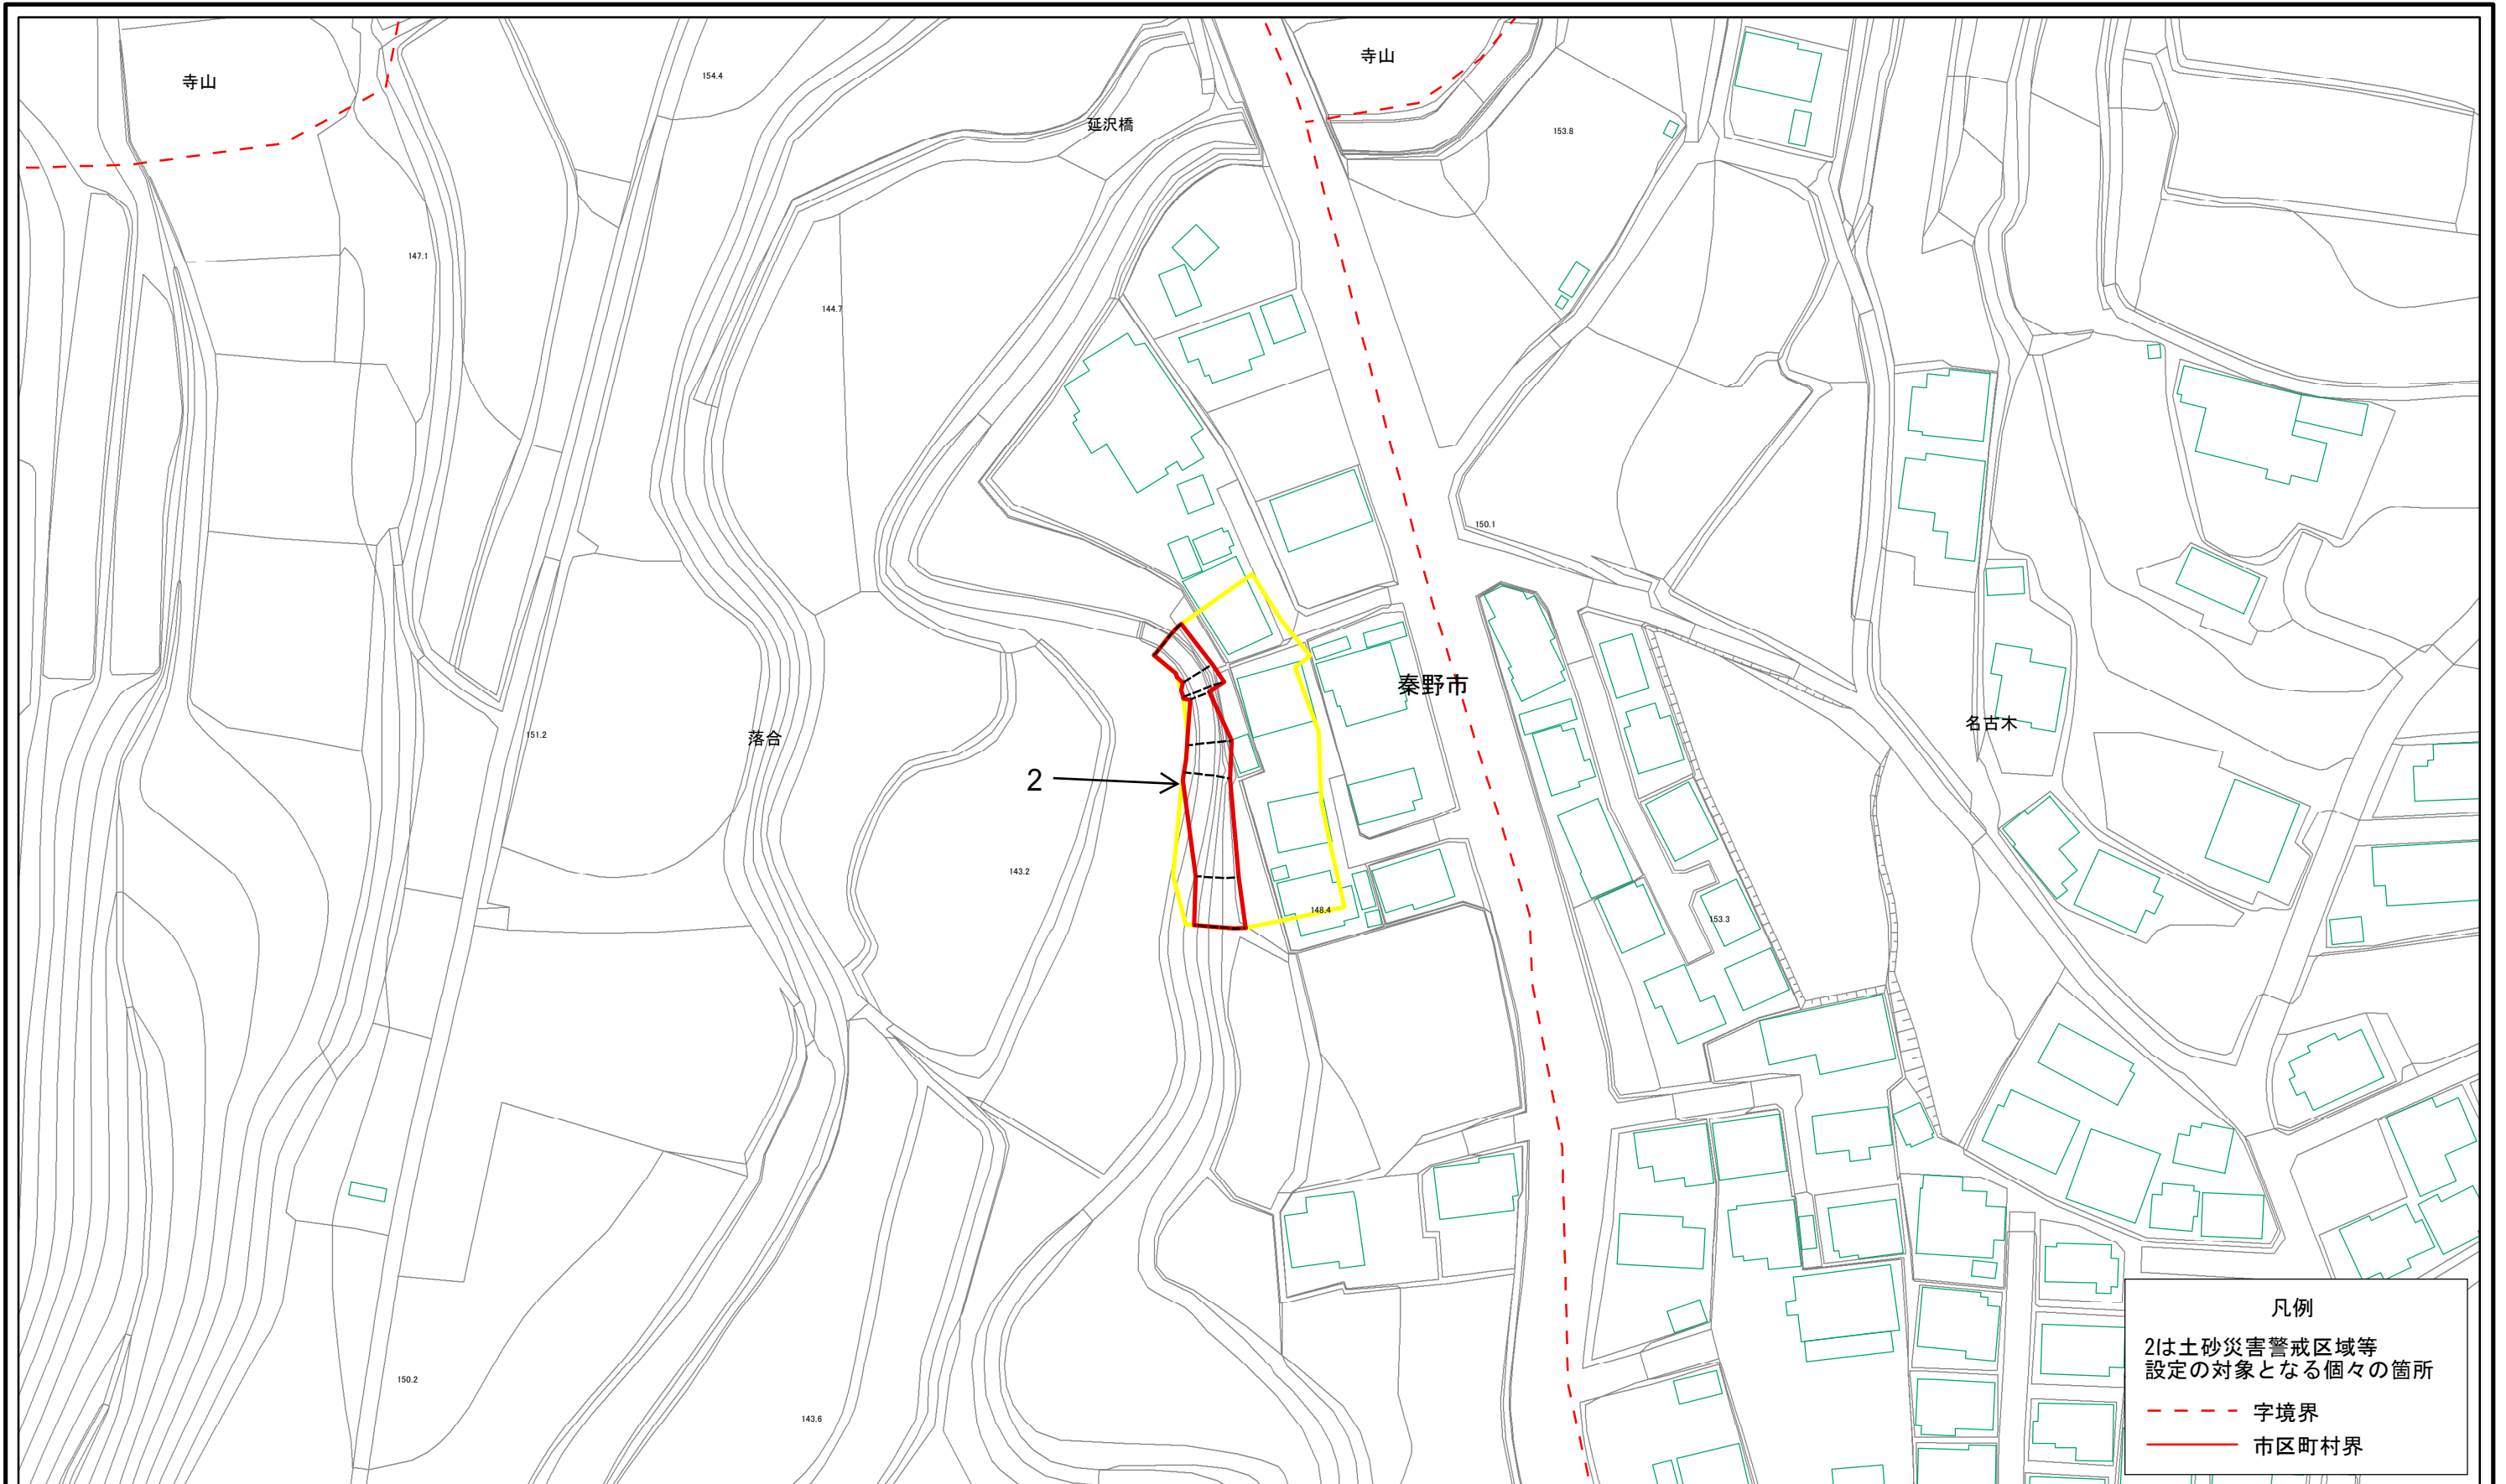 寺山
寺山
154.4
延沢橋
153.8
147.1
144.7
150.1
秦野市
名古木
151.2
落合
2
143.2
148.4
153.3
150.2
143.6
凡例
2は土砂災害警戒区域等
設定の対象となる個々の箇所
字境界
市区町村界